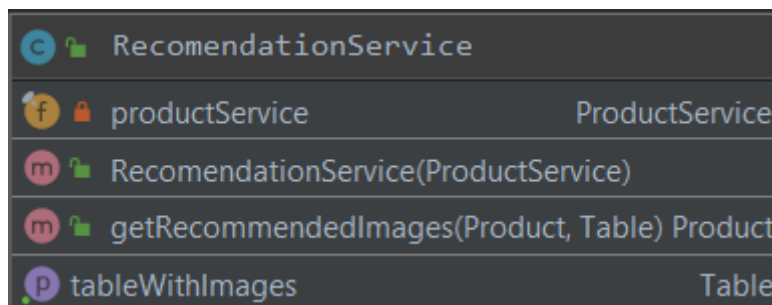 RecomendationService
productService ProductService
RecomendationService(ProductService)
getRecommendedImages(Product, Table) Product
tableWithImages Table